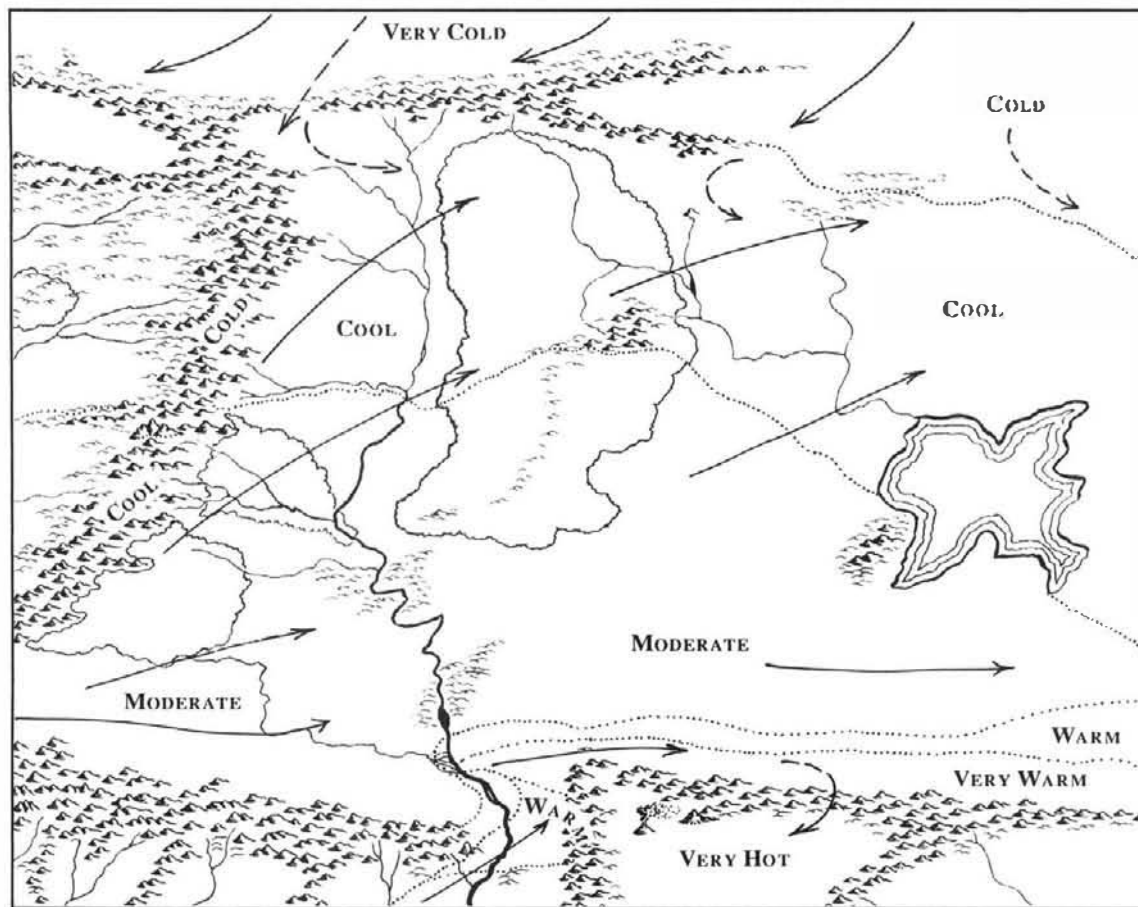 VERY COLD
COLD
COLD
COOL
COOL
COOL
MODERATE
MODERATE
WARM
VERY WARM
WARM
VERY HOT